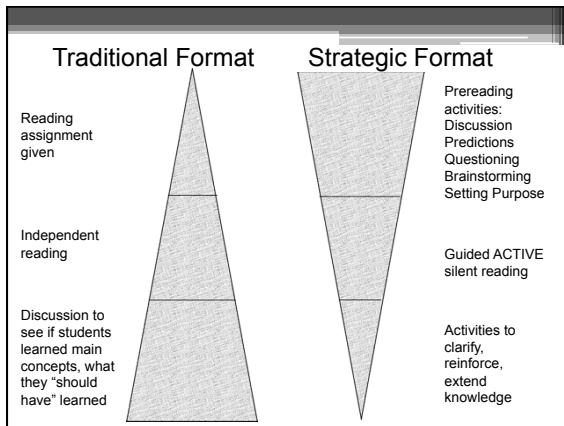 Traditional Format
Strategic Format
Reading
assignment
given
Independent
reading
Discussion to
see if students
learned main
concepts, what
they “should
have” learned
Prereading
activities:
Discussion
Predictions
Questioning
Brainstorming
Setting Purpose
Guided ACTIVE
silent reading
Activities to
clarify,
reinforce,
extend
knowledge